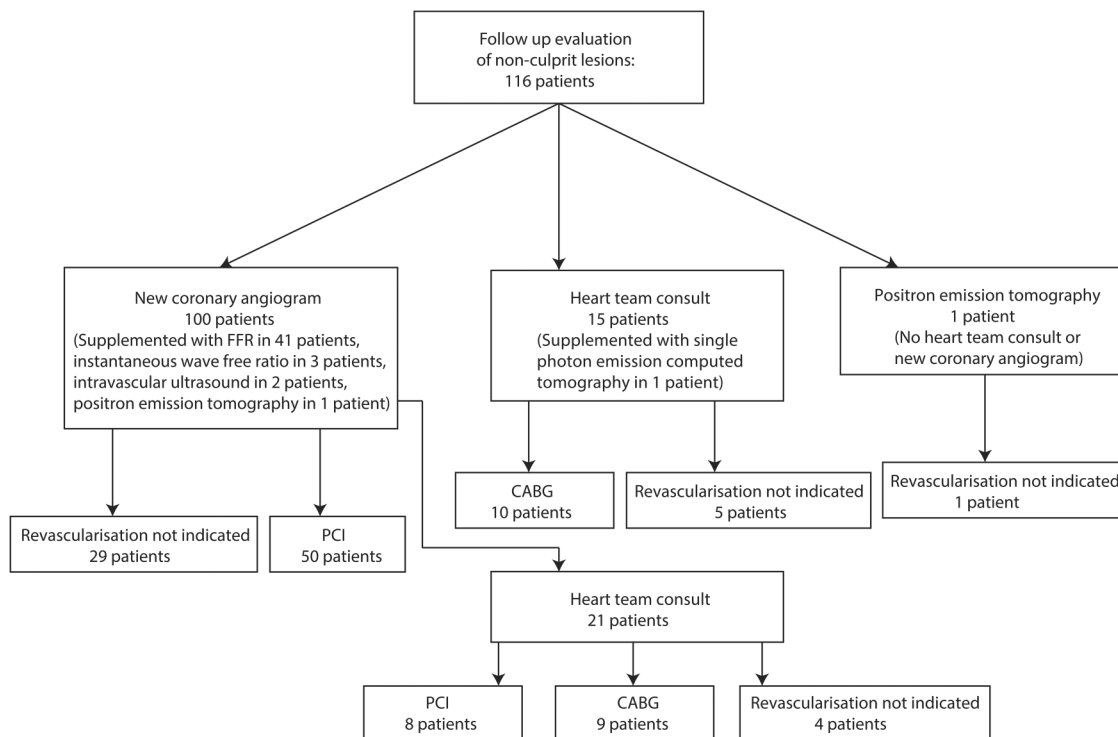 Follow up evaluation
of non-culprit lesions:
116 patients
New coronary angiogram
100 patients
(Supplemented with FFR in 41 patients,
instantaneous wave free ratio in 3 patients,
intravascular ultrasound in 2 patients,
positron emission tomography in 1 patient)
Heart team consult
15 patients
(Supplemented with single
photon emission computed
tomography in 1 patient)
Positron emission tomography
1 patient
(No heart team consult or
new coronary angiogram)
Revascularisation not indicated
29 patients
PCI
50 patients
CABG
10 patients
Revascularisation not indicated
5 patients
Revascularisation not indicated
1 patient
Heart team consult
21 patients
PCI
8 patients
CABG
9 patients
Revascularisation not indicated
4 patients